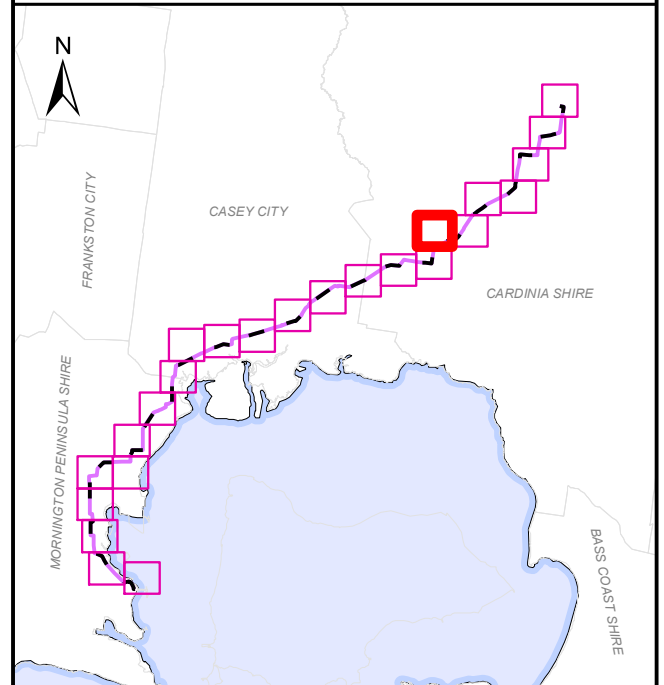 N
FRANKSTON CITY
CASEY CITY
CARDINIA SHIRE
MORNINGTON PENINSULA SHIRE
BASS COAST SHIRE